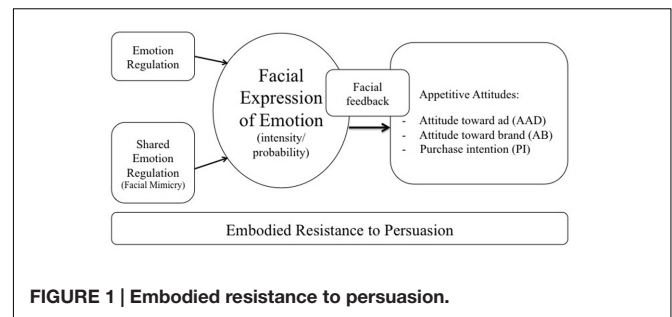 Emotion
Regulation
Shared
Emotion
Regulation
(Facial Mimicry)
Facial
Expression
of Emotion
(intensity/
probability)
Facial
feedback
Appetitive Attitudes:
- Attitude toward ad (AAD)
- Attitude toward brand (AB)
- Purchase intention (PI)
Embodied Resistance to Persuasion
FIGURE 1 | Embodied resistance to persuasion.